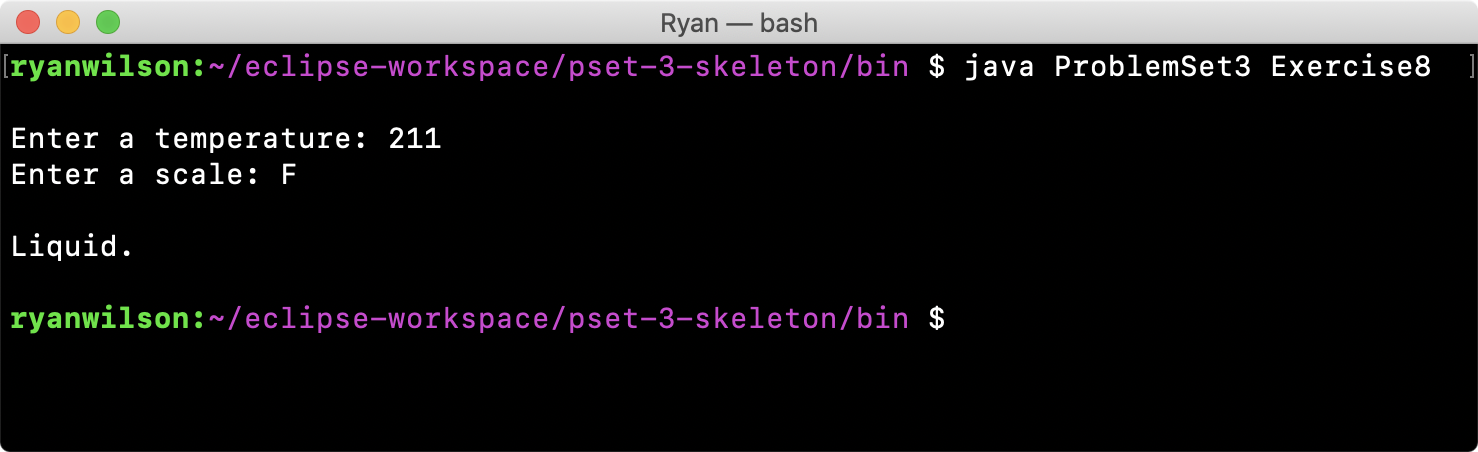 Ryan — bash
[ryanwilson:~/eclipse-workspace/pset-3-skeleton/bin $ java ProblemSet3 Exercise8 ]
Enter a temperature: 211
Enter a scale: F
Liquid.
ryanwilson:~/eclipse-workspace/pset-3-skeleton/bin $